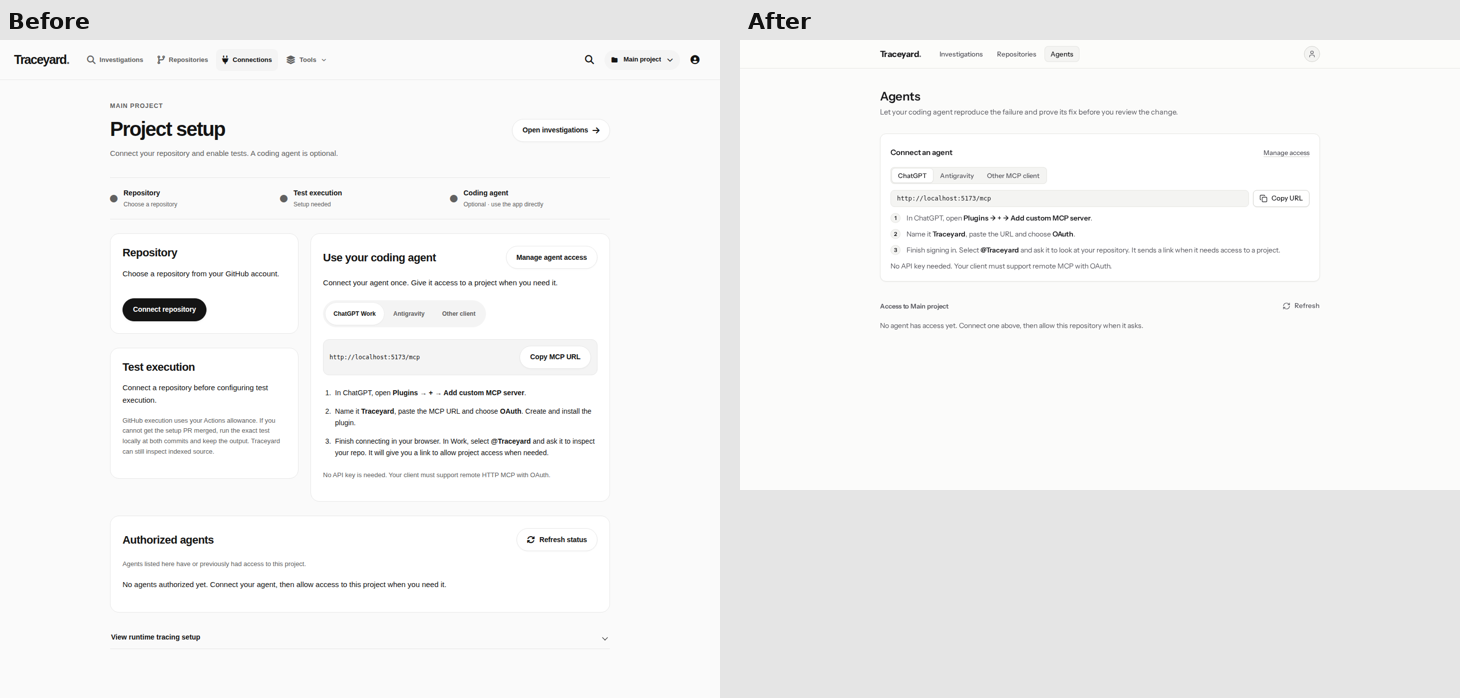 Before
Traceyard.
Investigations
Repositories
Connections
Tools
Main project
MAIN PROJECT
Project setup
Open investigations
Connect your repository and enable tests. A coding agent is optional.
Repository
Choose a repository
Test execution
Setup needed
Coding agent
Optional · use the app directly
Repository
Choose a repository from your GitHub account.
Connect repository
Test execution
Connect a repository before configuring test
execution.
GitHub execution uses your Actions allowance. If you
cannot get the setup PR merged, run the exact test
locally at both commits and keep the output. Traceyard
can still inspect indexed source.
Use your coding agent
Manage agent access
Connect your agent once. Give it access to a project when you need it.
ChatGPT Work
Antigravity
Other client
http://localhost:5173/mcp
Copy MCP URL
1. In ChatGPT, open Plugins → + → Add custom MCP server.
2. Name it Traceyard, paste the MCP URL and choose OAuth. Create and install the
plugin.
3. Finish connecting in your browser. In Work, select @Traceyard and ask it to inspect
your repo. It will give you a link to allow project access when needed.
No API key is needed. Your client must support remote HTTP MCP with OAuth.
Authorized agents
Refresh status
Agents listed here have or previously had access to this project.
No agents authorized yet. Connect your agent, then allow access to this project when you need it.
View runtime tracing setup
After
Traceyard.
Investigations
Repositories
Agents
Agents
Let your coding agent reproduce the failure and prove its fix before you review the change.
Connect an agent
Manage access
ChatGPT
Antigravity
Other MCP client
http://localhost:5173/mcp
Copy URL
1 In ChatGPT, open Plugins → + → Add custom MCP server.
2 Name it Traceyard, paste the URL and choose OAuth.
3 Finish signing in. Select @Traceyard and ask it to look at your repository. It sends a link when it needs access to a project.
No API key needed. Your client must support remote MCP with OAuth.
Access to Main project
Refresh
No agent has access yet. Connect one above, then allow this repository when it asks.